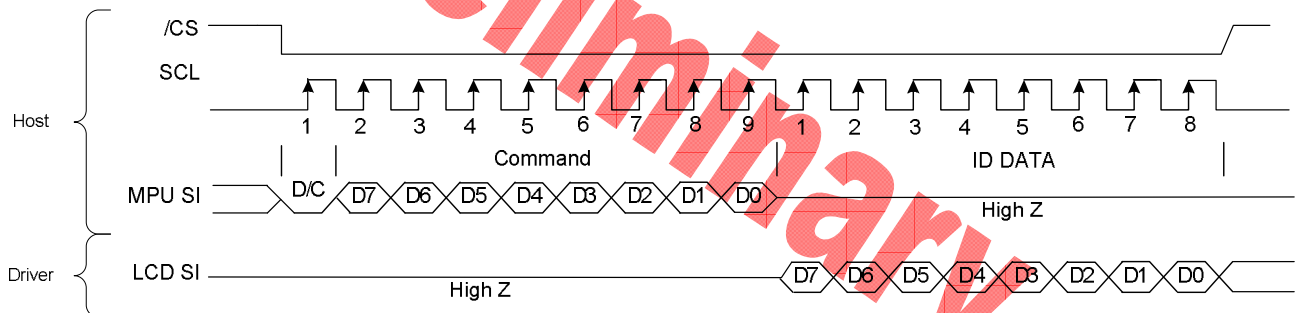 /CS
SCL
Host
1 2 3 4 5 6 7 8 9 1 2 3 4 5 6 7 8
Command ID DATA
MPU SI D/C D7 D6 D5 D4 D3 D2 D1 D0 High Z
Driver LCD SI High Z D7 D6 D5 D4 D3 D2 D1 D0